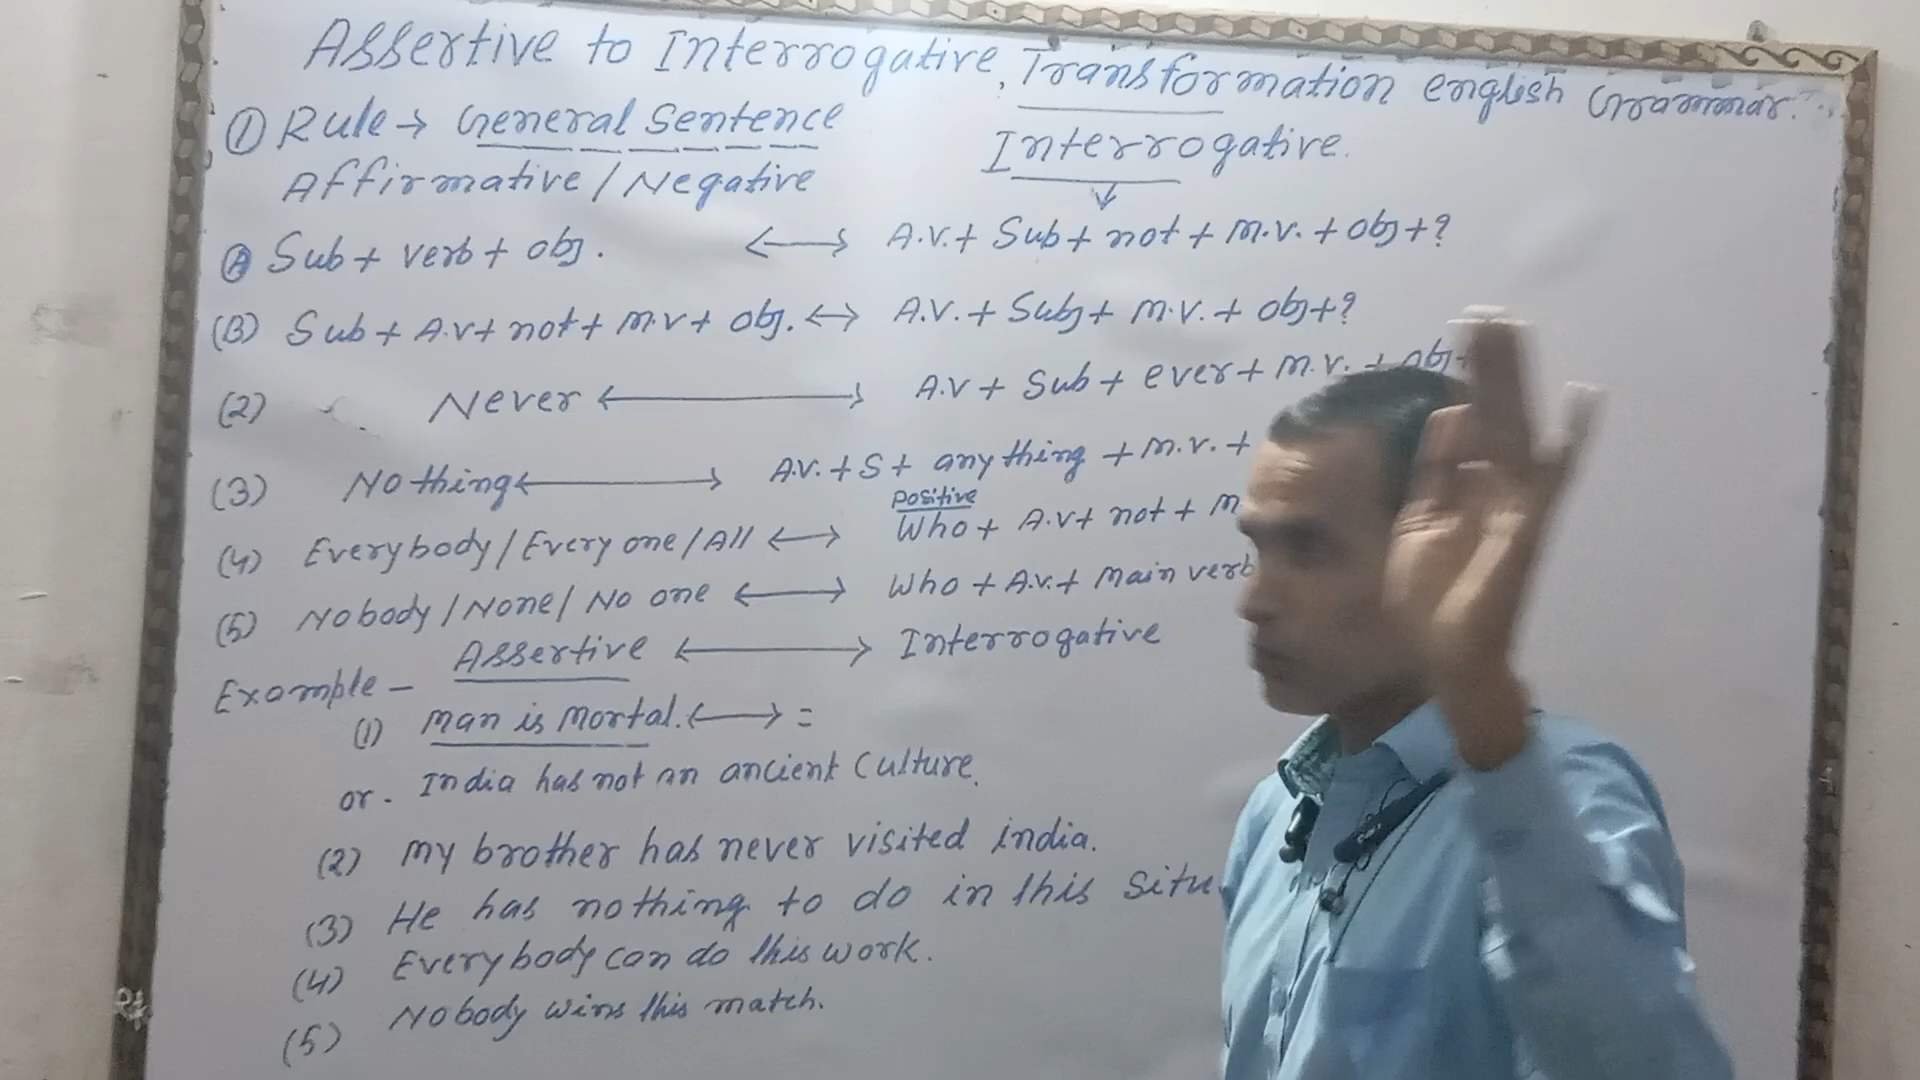 Assertive to Interrogative, Transformation english Grammar.
① Rule → General Sentence
Interrogative.
Affirmative / Negative
Ⓐ Sub + verb + obj. ↔ A.V. + Sub + not + m.v. + obj + ?
(B) Sub + A.v + not + m.v + obj. ↔ A.V. + Subj + m.v. + obj + ?
(2) Never ↔ A.V + Sub + ever + m.v. + obj +
(3) Nothing ↔ A.V. + S + anything + m.v. +
positive
(4) Everybody / Every one / All ↔ Who + A.v + not + m
(5) Nobody / None / No one ↔ Who + A.v. + Main verb
Assertive ↔ Interrogative
Example -
(1) Man is Mortal. ↔ =
or - India has not an ancient Culture.
(2) My brother has never visited india.
(3) He has nothing to do in this situ
(4) Everybody can do this work.
(5) Nobody wins this match.